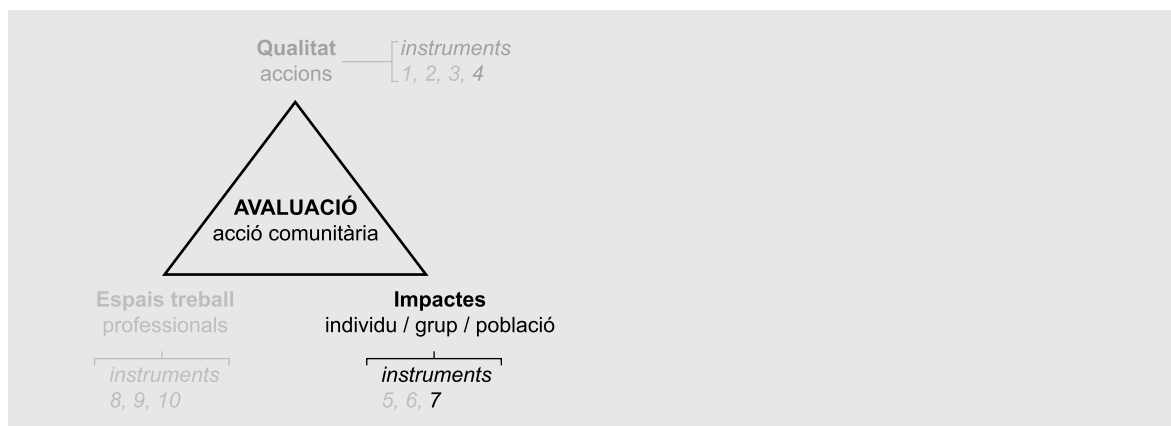 Qualitat
accions
instruments
1, 2, 3, 4
AVALUACIÓ
acció comunitària
Espais treball
professionals
instruments
8, 9, 10
Impactes
individu / grup / població
instruments
5, 6, 7